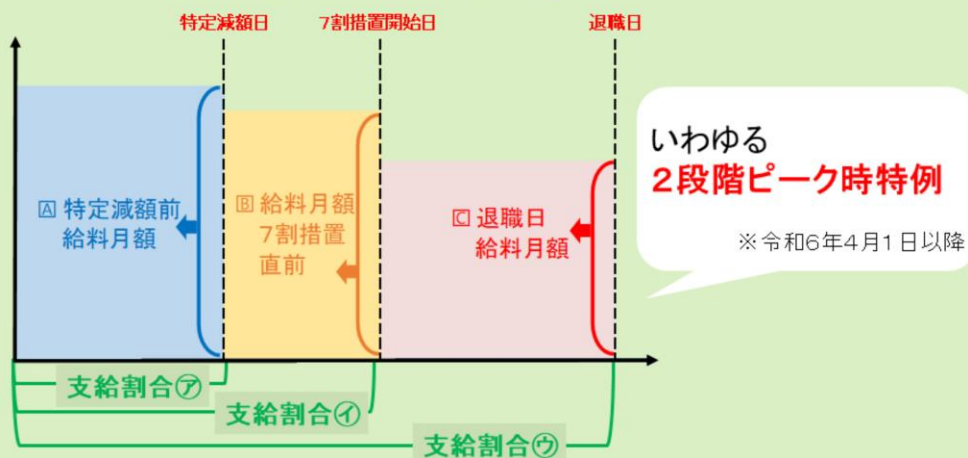 特定減額日
7割措置開始日
退職日
🄰 特定減額前
給料月額
🄱 給料月額
7割措置
直前
🄲 退職日
給料月額
いわゆる
2段階ピーク時特例
※令和6年4月1日以降
支給割合㋐
支給割合㋑
支給割合㋒